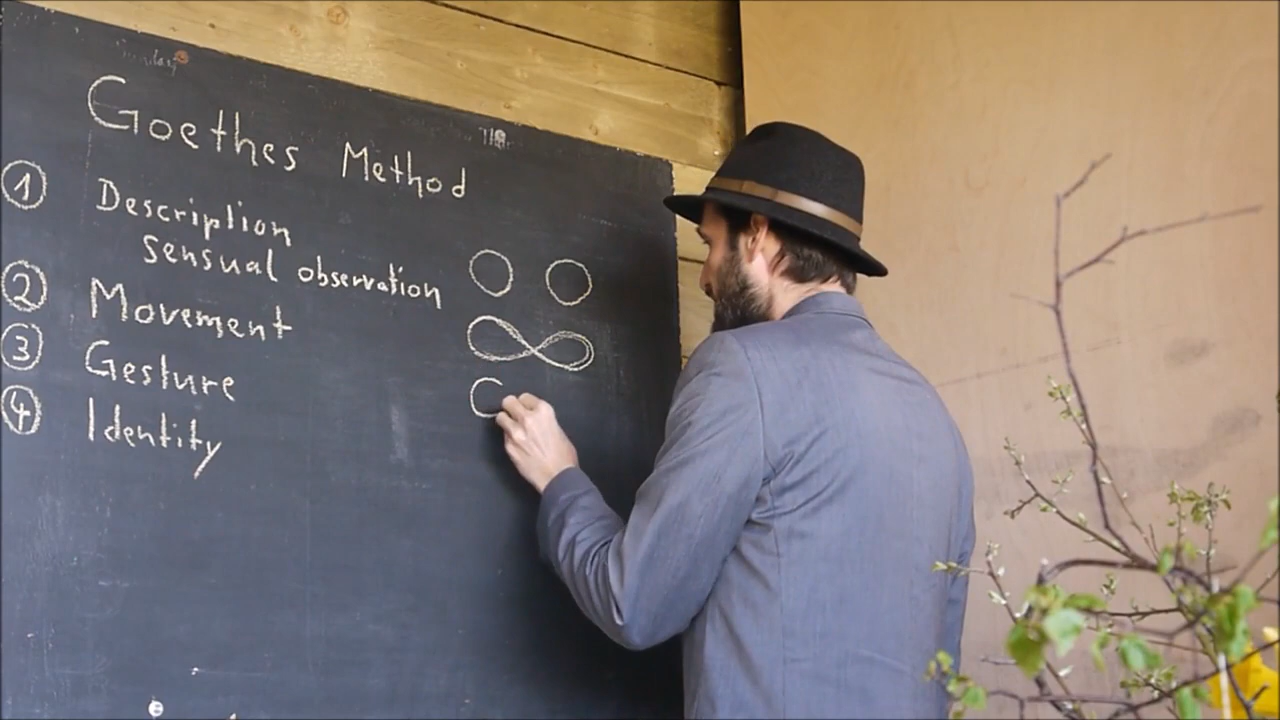 Goethes Method
① Description
sensual observation
② Movement
③ Gesture
④ Identity